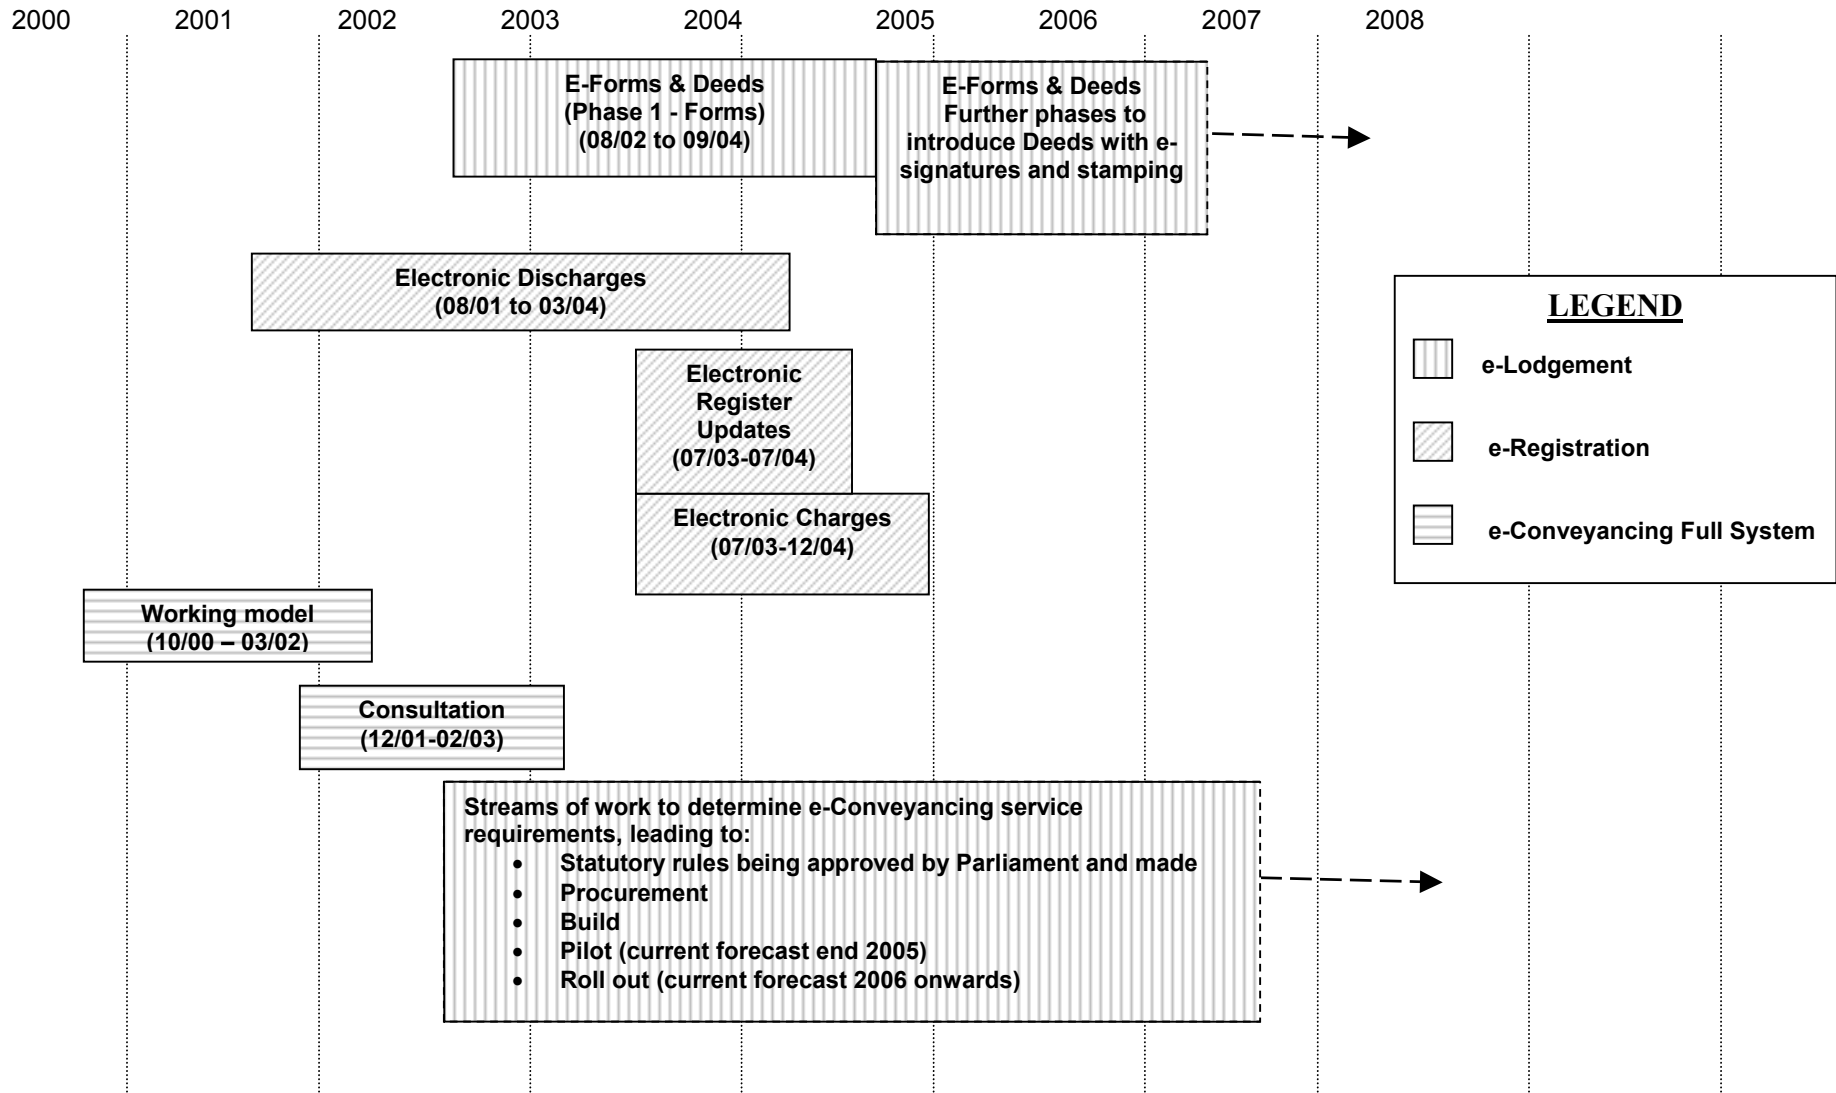 2000 2001 2002 2003 2004 2005 2006 2007 2008
E-Forms & Deeds
(Phase 1 - Forms)
(08/02 to 09/04)
E-Forms & Deeds
Further phases to
introduce Deeds with e-
signatures and stamping
Electronic Discharges
(08/01 to 03/04)
Electronic
Register
Updates
(07/03-07/04)
Electronic Charges
(07/03-12/04)
Working model
(10/00 – 03/02)
Consultation
(12/01-02/03)
Streams of work to determine e-Conveyancing service
requirements, leading to:
• Statutory rules being approved by Parliament and made
• Procurement
• Build
• Pilot (current forecast end 2005)
• Roll out (current forecast 2006 onwards)
LEGEND
e-Lodgement
e-Registration
e-Conveyancing Full System